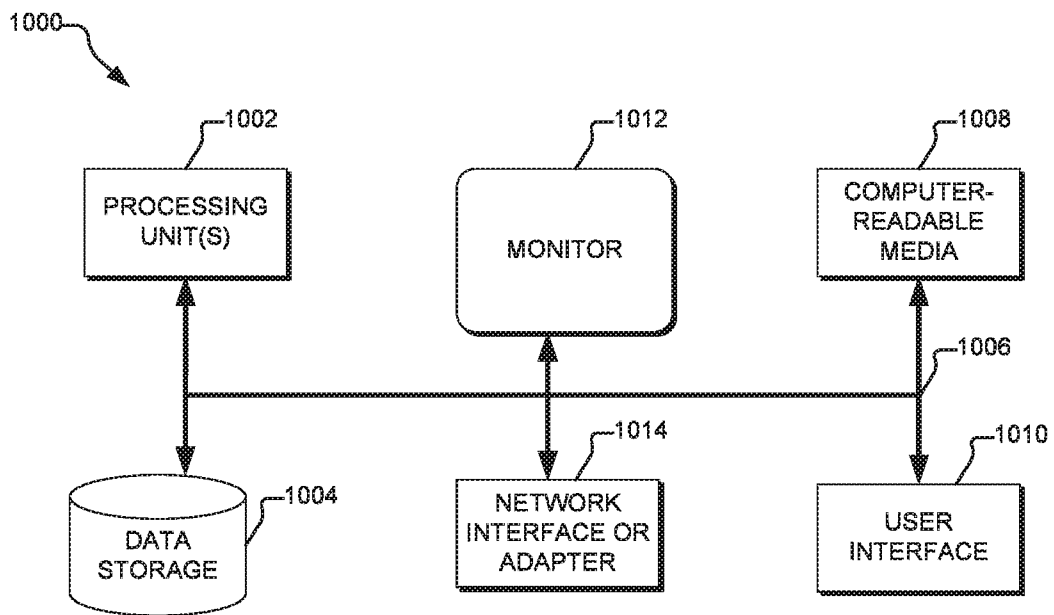 1000
1002
1012
1008
PROCESSING
UNIT(S)
MONITOR
COMPUTER-
READABLE
MEDIA
1006
1014
1010
1004
DATA
STORAGE
NETWORK
INTERFACE OR
ADAPTER
USER
INTERFACE